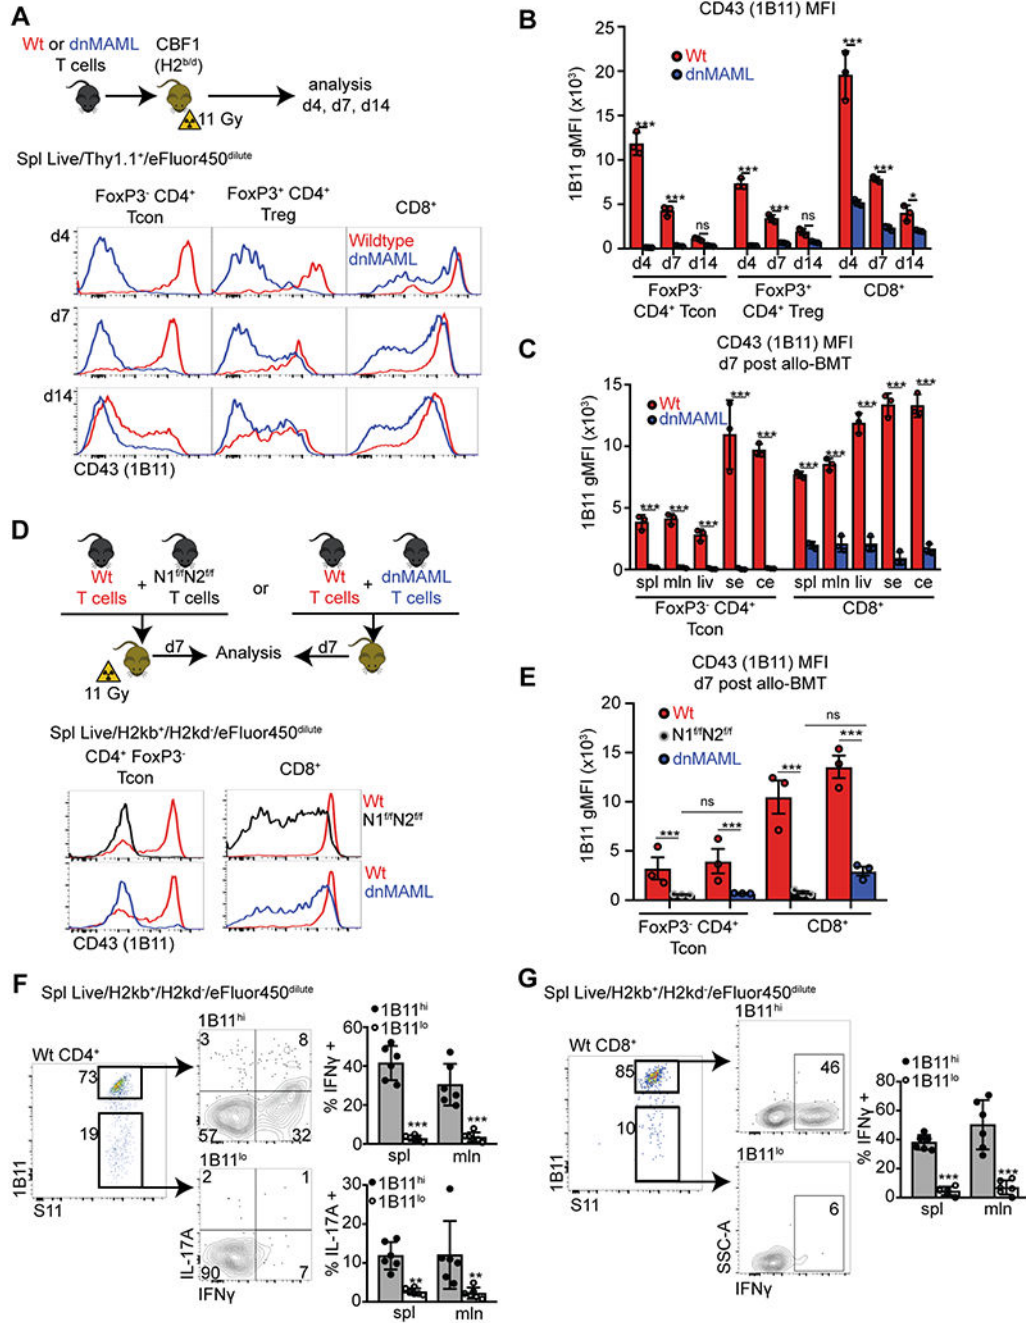 A
Wt or dnMAML
T cells
CBF1
(H2b/d)
11 Gy
analysis
d4, d7, d14
Spl Live/Thy1.1+/eFluor450dilute
FoxP3- CD4+
Tcon
FoxP3+ CD4+
Treg
CD8+
d4
Wildtype
dnMAML
d7
d14
CD43 (1B11)
B
CD43 (1B11) MFI
1B11 gMFI (x10³)
25
20
15
10
5
0
Wt
dnMAML
*** *** ns
*** *** ns
*** *** *
d4 d7 d14
d4 d7 d14
d4 d7 d14
FoxP3-
CD4+ Tcon
FoxP3+
CD4+ Treg
CD8+
C
CD43 (1B11) MFI
d7 post allo-BMT
1B11 gMFI (x10³)
15
10
5
0
Wt
dnMAML
*** *** *** *** ***
*** *** *** *** ***
spl mln liv se ce
spl mln liv se ce
FoxP3- CD4+
Tcon
CD8+
D
Wt
T cells
+
N1f/fN2f/f
T cells
or
Wt
T cells
+
dnMAML
T cells
d7
Analysis
d7
11 Gy
Spl Live/H2kb+/H2kd-/eFluor450dilute
CD4+ FoxP3-
Tcon
CD8+
Wt
N1f/fN2f/f
Wt
dnMAML
CD43 (1B11)
E
CD43 (1B11) MFI
d7 post allo-BMT
1B11 gMFI (x10³)
20
15
10
5
0
Wt
N1f/fN2f/f
dnMAML
ns
*** ***
ns
*** ***
FoxP3- CD4+
Tcon
CD8+
F
Spl Live/H2kb+/H2kd-/eFluor450dilute
Wt CD4+
73
19
1B11
S11
1B11hi
3 8
57 32
1B11lo
2 1
90 7
IL-17A
IFNγ
% IFNγ +
60
40
20
0
1B11hi
1B11lo
*** ***
spl mln
% IL-17A +
30
20
10
0
1B11hi
1B11lo
** **
spl mln
G
Spl Live/H2kb+/H2kd-/eFluor450dilute
Wt CD8+
85
10
1B11
S11
1B11hi
46
1B11lo
6
SSC-A
IFNγ
% IFNγ +
80
60
40
20
0
1B11hi
1B11lo
*** ***
spl mln